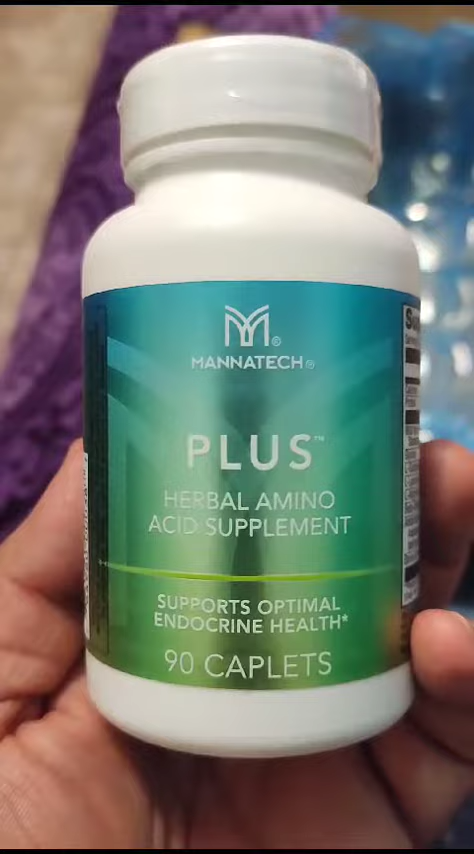 MANNATECH®
PLUS™
HERBAL AMINO
ACID SUPPLEMENT
SUPPORTS OPTIMAL
ENDOCRINE HEALTH*
90 CAPLETS